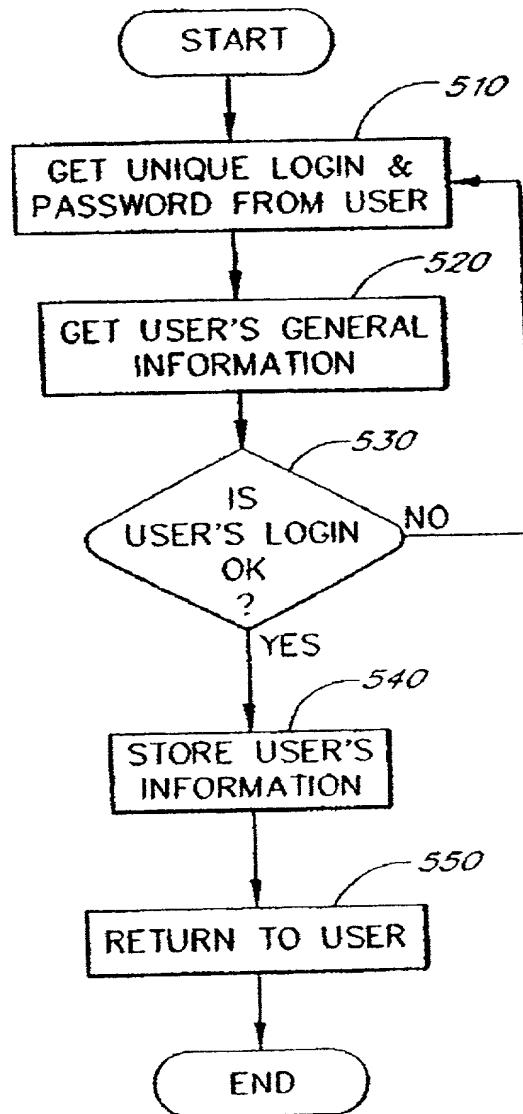 START
510
GET UNIQUE LOGIN &
PASSWORD FROM USER
520
GET USER'S GENERAL
INFORMATION
530
IS
USER'S LOGIN
OK
?
NO
YES
540
STORE USER'S
INFORMATION
550
RETURN TO USER
END